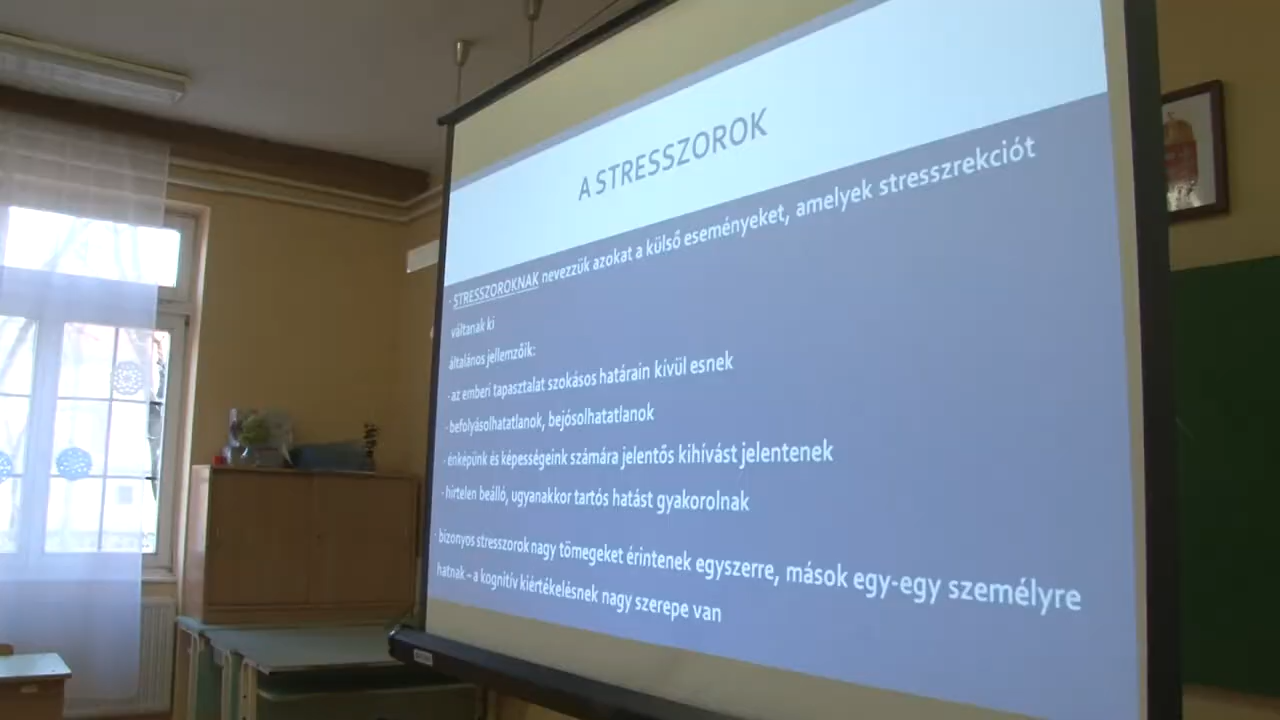 A STRESSZOROK
· STRESSZOROKNAK nevezzük azokat a külső eseményeket, amelyek stresszrekciót
váltanak ki
általános jellemzőik:
- az emberi tapasztalat szokásos határain kivül esnek
- befolyásolhatatlanok, bejósolhatatlanok
- énképünk és képességeink számára jelentős kihívást jelentenek
- hirtelen beálló, ugyanakkor tartós hatást gyakorolnak
· bizonyos stresszorok nagy tömegeket érintenek egyszerre, mások egy-egy személyre
hatnak – a kognitív kiértékelésnek nagy szerepe van